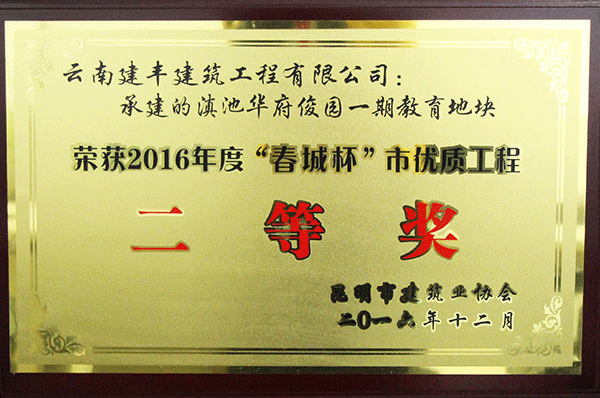 云南建丰建筑工程有限公司：
承建的滇池华府俊园一期教育地块
荣获2016年度“春城杯”市优质工程
二等奖
昆明市建筑业协会
二0一六年十二月